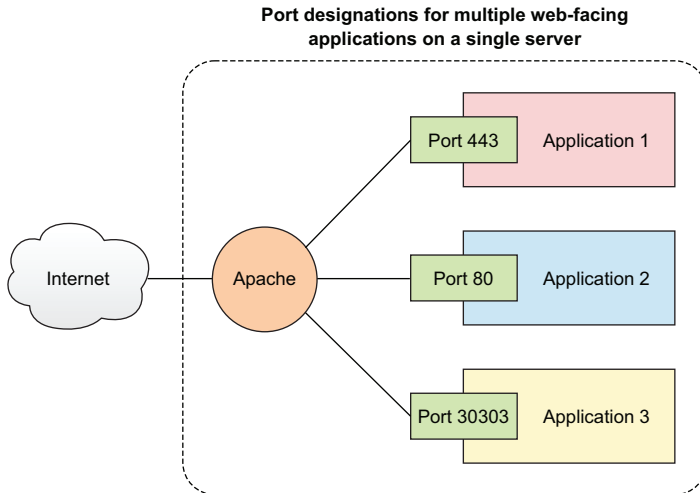 Port designations for multiple web-facing
applications on a single server
Port 443
Application 1
Internet
Apache
Port 80
Application 2
Port 30303
Application 3